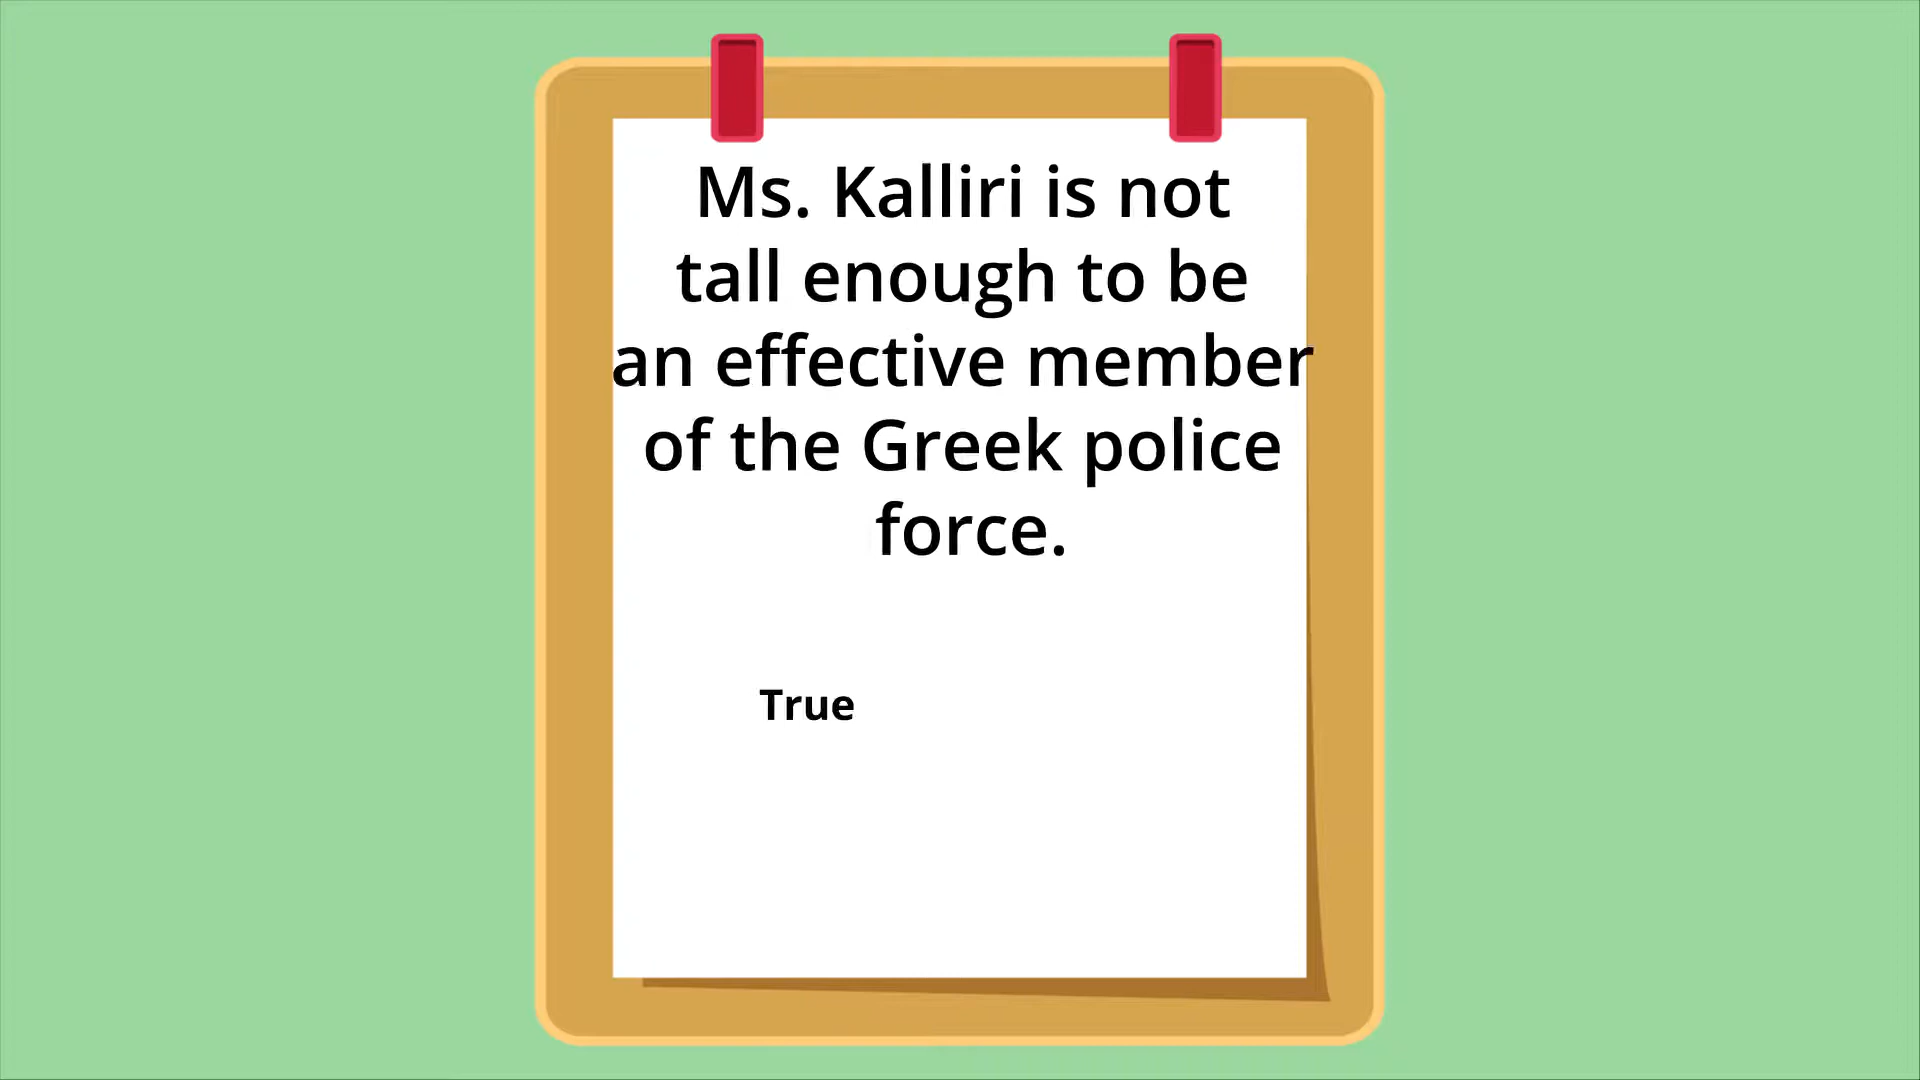 Ms. Kalliri is not
tall enough to be
an effective member
of the Greek police
force.
True